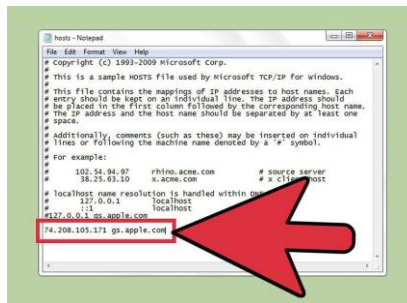 hosts - Notepad
File Edit Format View Help
# Copyright (c) 1993-2009 Microsoft Corp.
#
# This is a sample HOSTS file used by Microsoft TCP/IP for Windows.
#
# This file contains the mappings of IP addresses to host names. Each
# entry should be kept on an individual line. The IP address should
# be placed in the first column followed by the corresponding host name.
# The IP address and the host name should be separated by at least one
# space.
#
# Additionally, comments (such as these) may be inserted on individual
# lines or following the machine name denoted by a '#' symbol.
#
# For example:
#
# 102.54.94.97 rhino.acme.com # source server
# 38.25.63.10 x.acme.com # x client host
# localhost name resolution is handled within
# 127.0.0.1 localhost
# ::1 localhost
#127.0.0.1 gs.apple.com
74.208.105.171 gs.apple.com